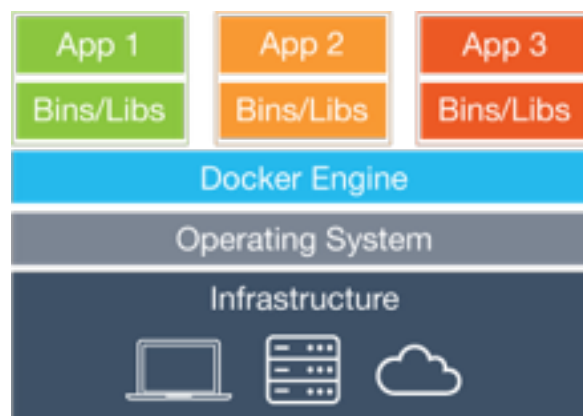 App 1 App 2 App 3
Bins/Libs Bins/Libs Bins/Libs
Docker Engine
Operating System
Infrastructure